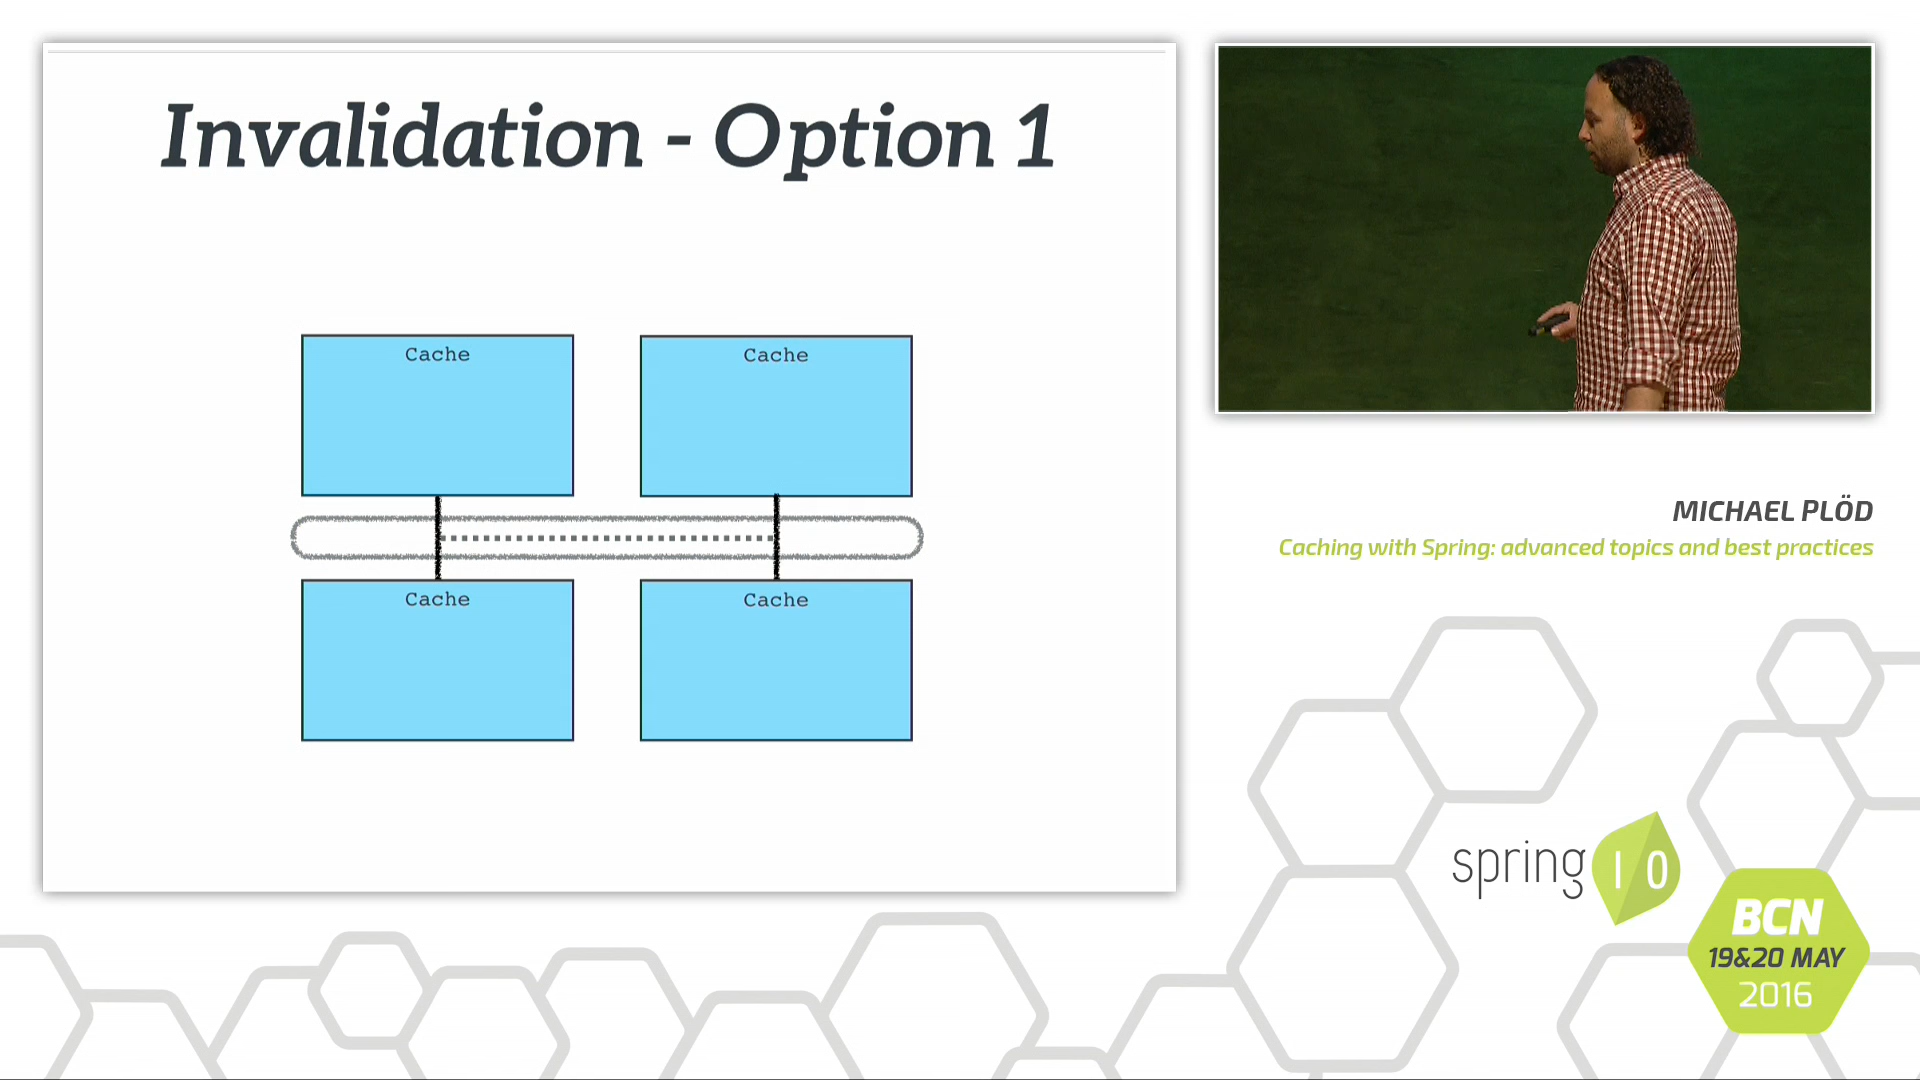 Invalidation - Option 1
Cache
Cache
Cache
Cache
MICHAEL PLÖD
Caching with Spring: advanced topics and best practices
spring I O
BCN
19&20 MAY
2016